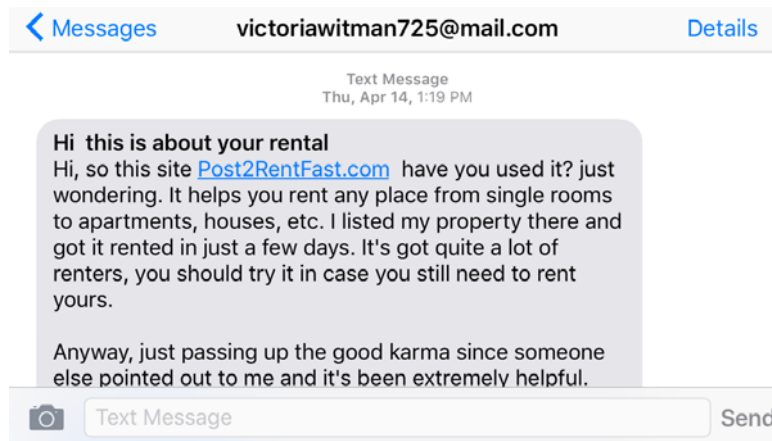 Messages
victoriawitman725@mail.com
Details
Text Message
Thu, Apr 14, 1:19 PM
Hi  this is about your rental
Hi, so this site Post2RentFast.com  have you used it? just
wondering. It helps you rent any place from single rooms
to apartments, houses, etc. I listed my property there and
got it rented in just a few days. It's got quite a lot of
renters, you should try it in case you still need to rent
yours.
Anyway, just passing up the good karma since someone
else pointed out to me and it's been extremely helpful.
Text Message
Send